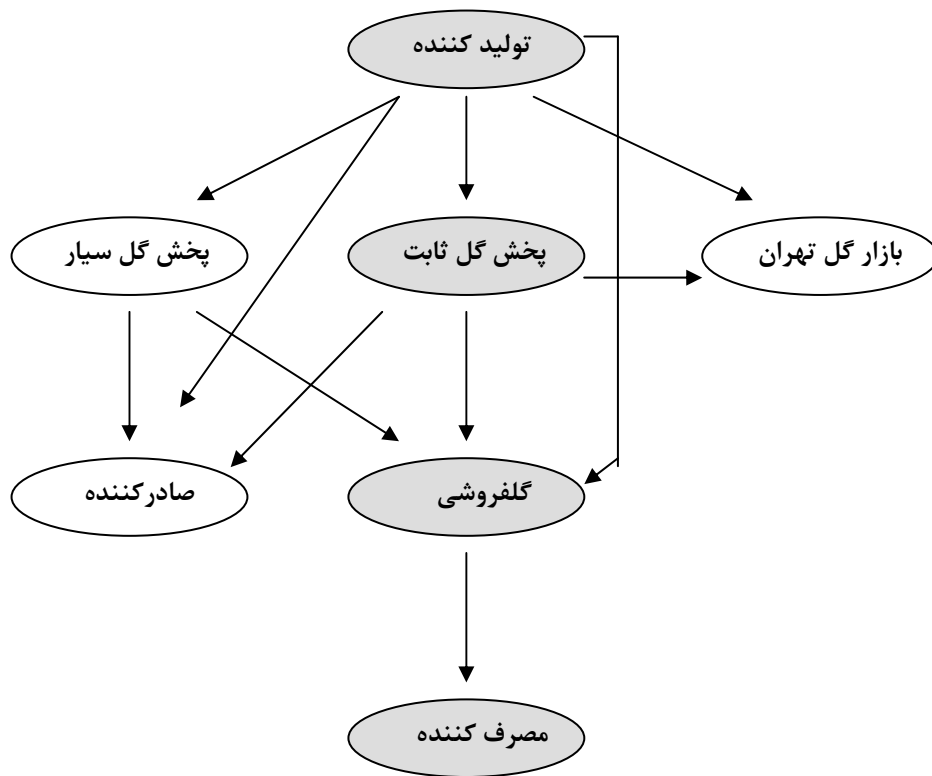 تولید کننده
پخش گل سیار
پخش گل ثابت
بازار گل تهران
صادرکننده
گلفروشی
مصرف کننده